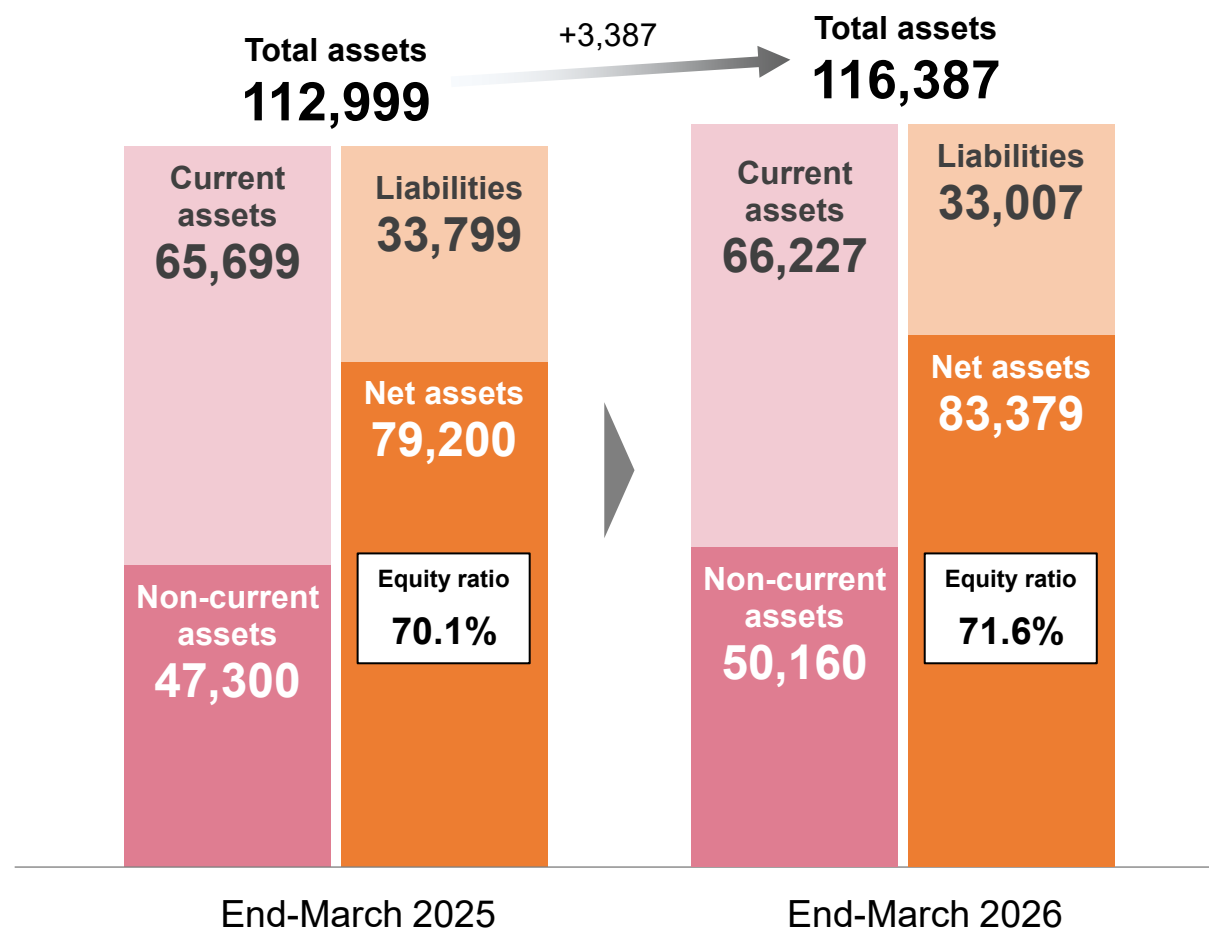 Total assets
112,999
+3,387
Total assets
116,387
Current
assets
65,699
Liabilities
33,799
Net assets
79,200
Equity ratio
70.1%
Non-current
assets
47,300
Current
assets
66,227
Liabilities
33,007
Net assets
83,379
Equity ratio
71.6%
Non-current
assets
50,160
End-March 2025
End-March 2026